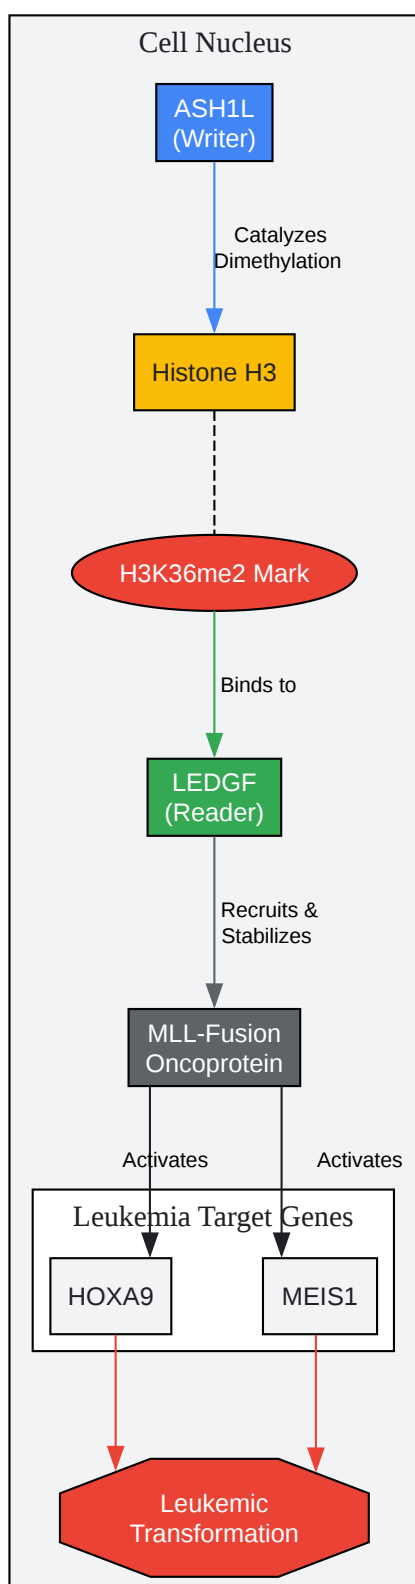 Cell Nucleus
ASH1L
(Writer)
Catalyzes
Dimethylation
Histone H3
H3K36me2 Mark
Binds to
LEDGF
(Reader)
Recruits &
Stabilizes
MLL-Fusion
Oncoprotein
Activates
Activates
Leukemia Target Genes
HOXA9
MEIS1
Leukemic
Transformation